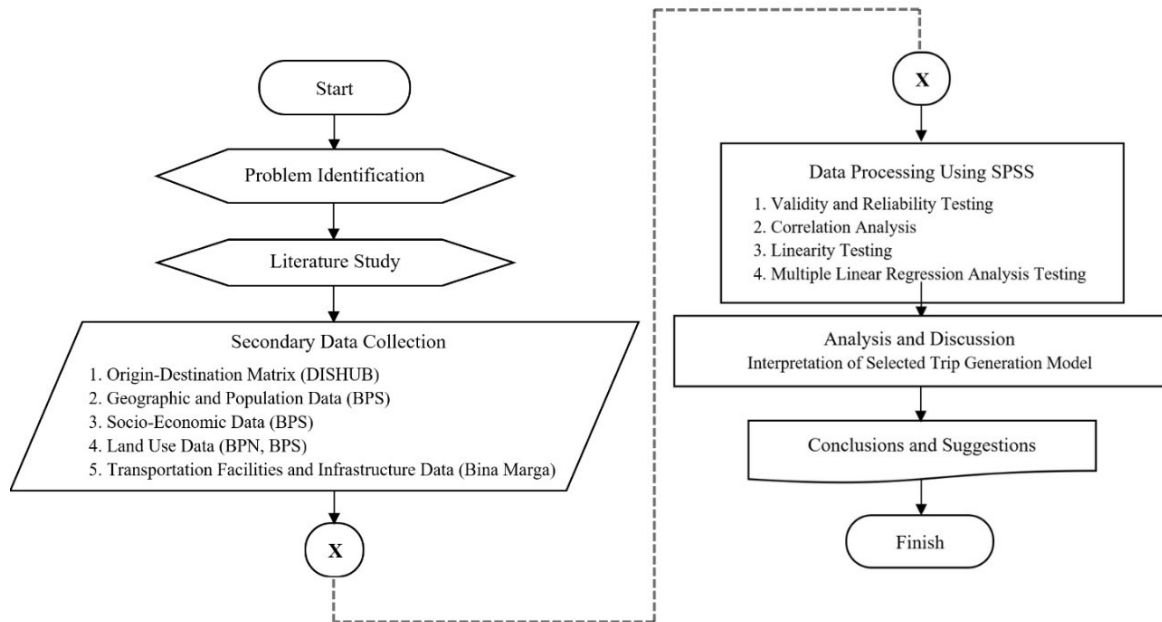 Start
Problem Identification
Literature Study
Secondary Data Collection
1. Origin-Destination Matrix (DISHUB)
2. Geographic and Population Data (BPS)
3. Socio-Economic Data (BPS)
4. Land Use Data (BPN, BPS)
5. Transportation Facilities and Infrastructure Data (Bina Marga)
X
X
Data Processing Using SPSS
1. Validity and Reliability Testing
2. Correlation Analysis
3. Linearity Testing
4. Multiple Linear Regression Analysis Testing
Analysis and Discussion
Interpretation of Selected Trip Generation Model
Conclusions and Suggestions
Finish